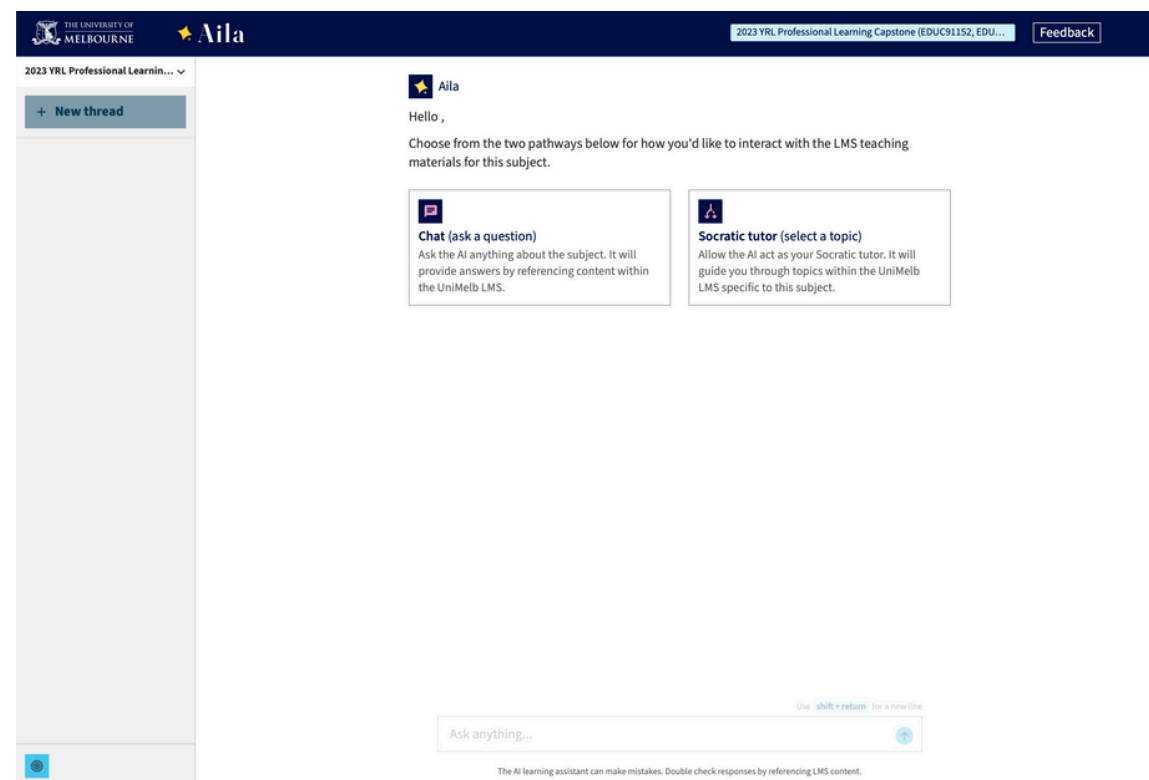 THE UNIVERSITY OF
MELBOURNE
Aila
2023 YRL Professional Learning Capstone (EDUC91152, EDU...
Feedback
2023 YRL Professional Learnin...
+ New thread
Aila
Hello ,
Choose from the two pathways below for how you'd like to interact with the LMS teaching
materials for this subject.
Chat (ask a question)
Ask the AI anything about the subject. It will
provide answers by referencing content within
the UniMelb LMS.
Socratic tutor (select a topic)
Allow the AI act as your Socratic tutor. It will
guide you through topics within the UniMelb
LMS specific to this subject.
Use shift + return for a new line
Ask anything...
The AI learning assistant can make mistakes. Double check responses by referencing LMS content.